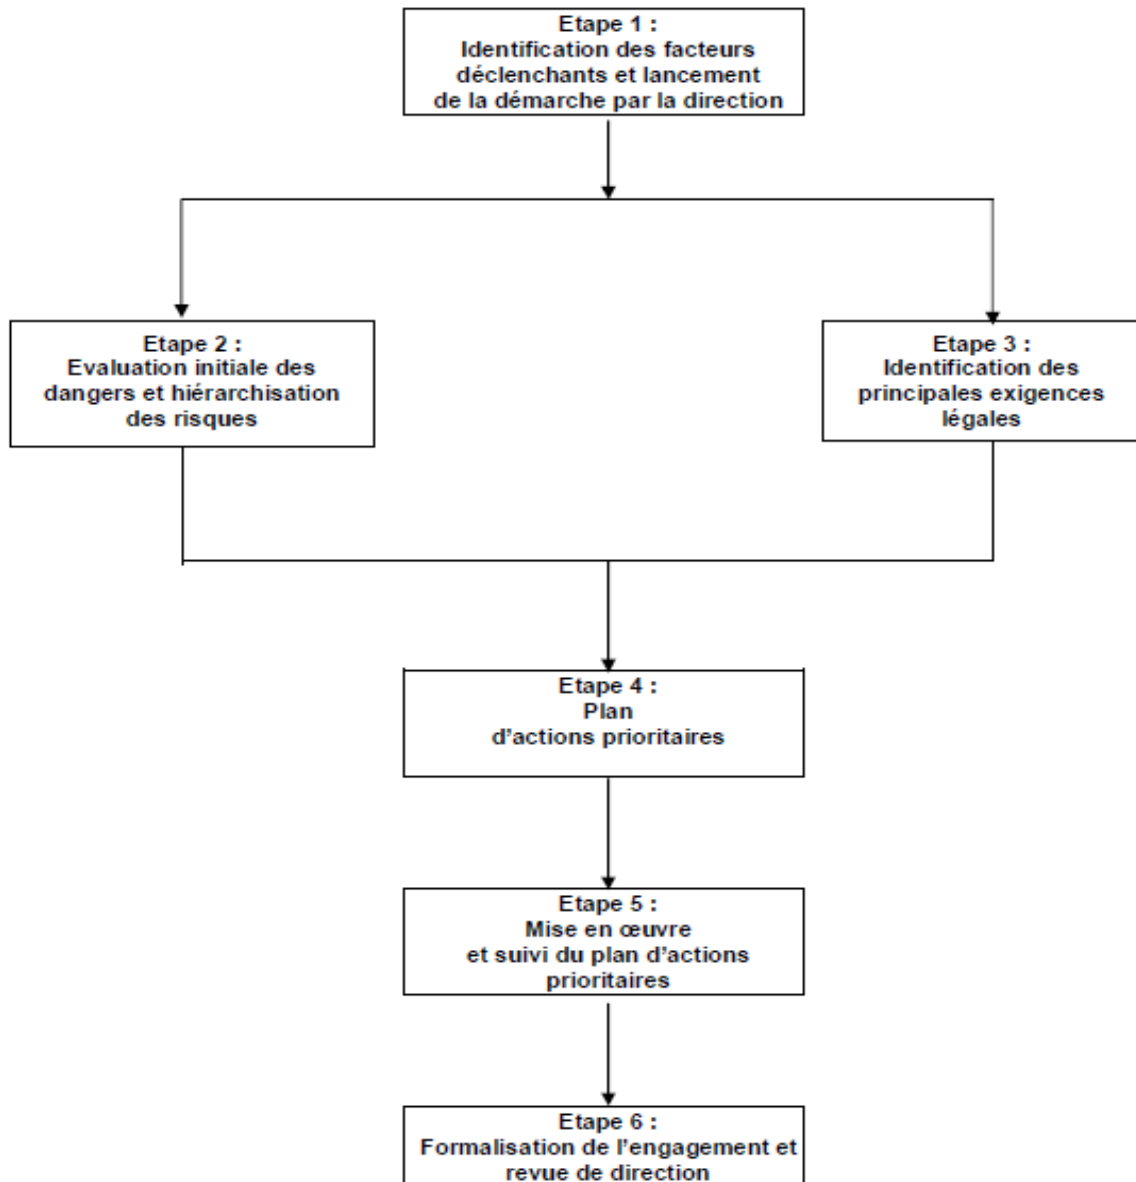 Etape 1 :
Identification des facteurs
déclenchants et lancement
de la démarche par la direction
Etape 2 :
Evaluation initiale des
dangers et hiérarchisation
des risques
Etape 3 :
Identification des
principales exigences
légales
Etape 4 :
Plan
d'actions prioritaires
Etape 5 :
Mise en œuvre
et suivi du plan d'actions
prioritaires
Etape 6 :
Formalisation de l'engagement et
revue de direction